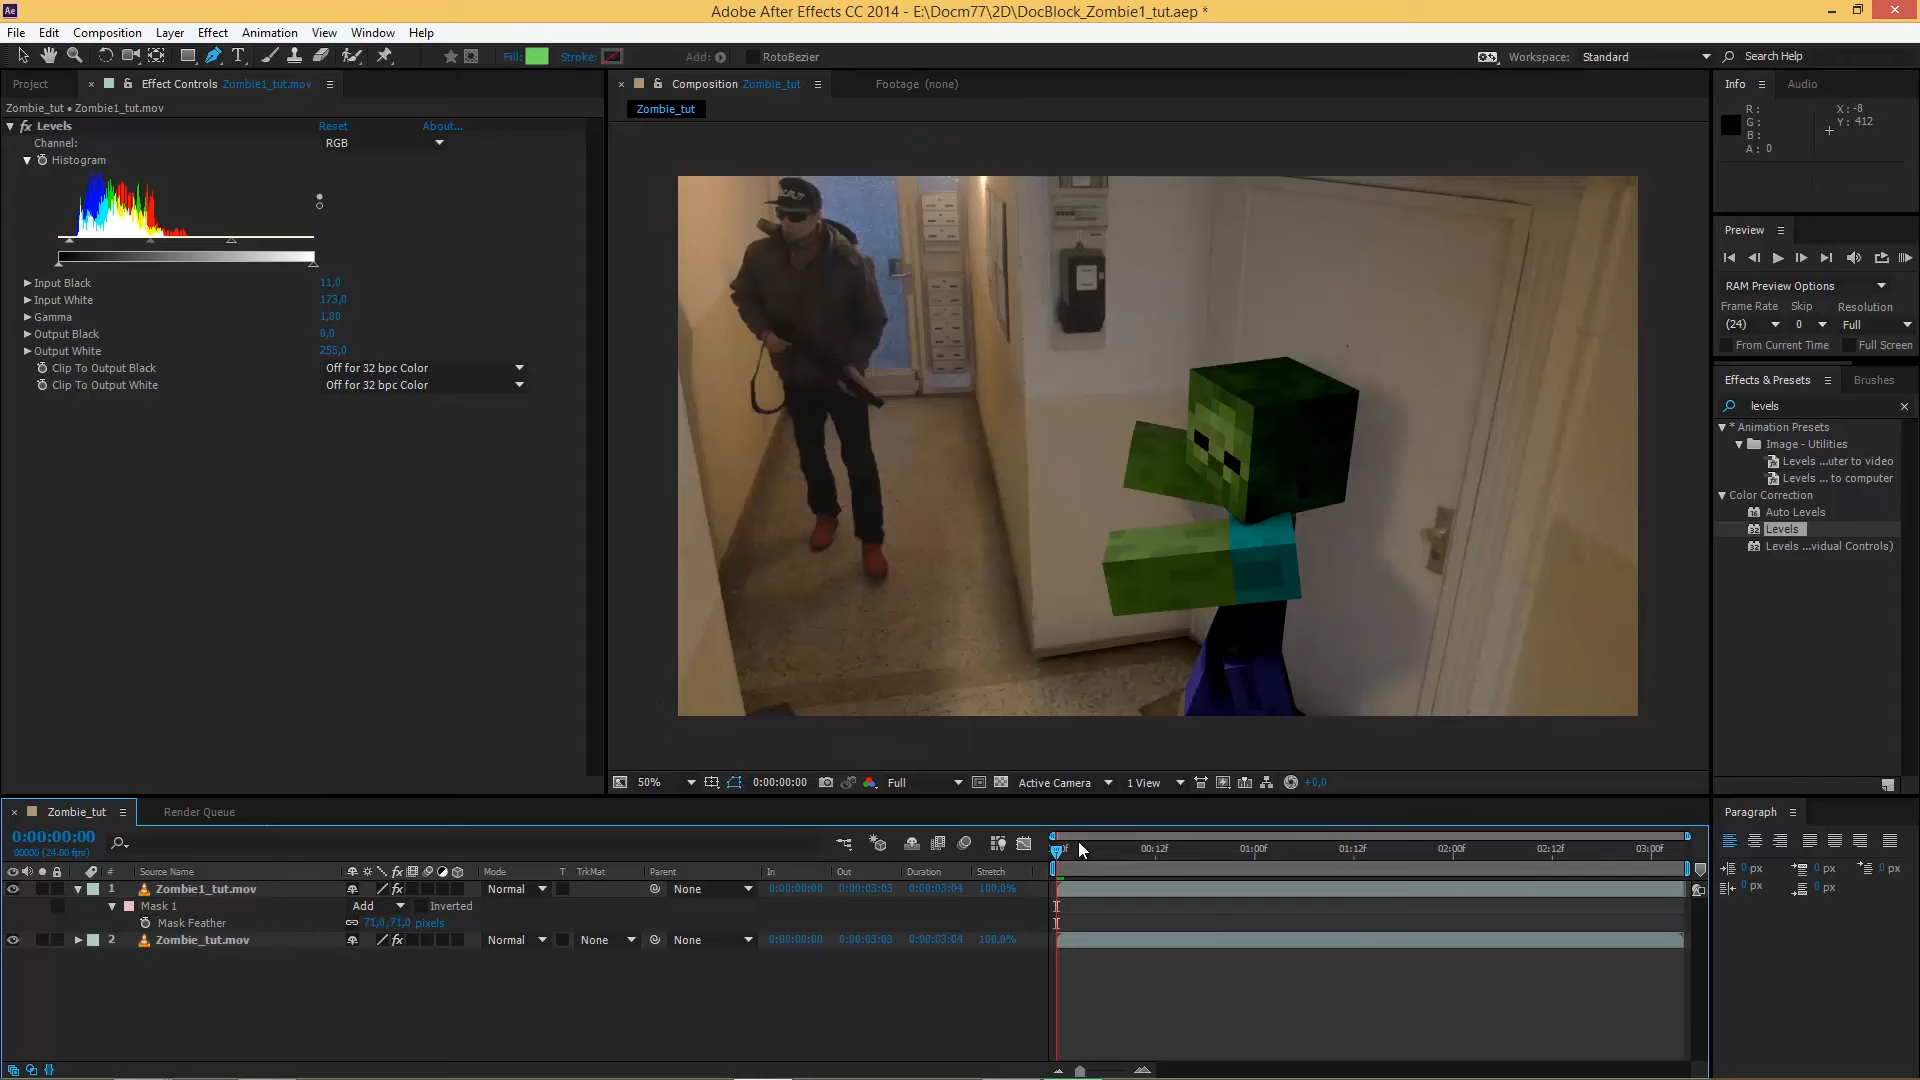 Ae
Adobe After Effects CC 2014 - E:\Docm77\2D\DocBlock_Zombie1_tut.aep *
File Edit Composition Layer Effect Animation View Window Help
T Fill: Stroke: Add: RotoBezier Workspace: Standard Search Help
Project × Effect Controls Zombie1_tut.mov × Composition Zombie_tut Footage (none) Info Audio
Zombie_tut • Zombie1_tut.mov Zombie_tut
R: X: -8
G: Y: 412
B:
A: 0
fx Levels Reset About...
Channel: RGB
Histogram
Input Black 11,0
Input White 173,0
Gamma 1,00
Output Black 0,0
Output White 255,0
Clip To Output Black Off for 32 bpc Color
Clip To Output White Off for 32 bpc Color
Preview
RAM Preview Options
Frame Rate Skip Resolution
(24) 0 Full
From Current Time Full Screen
Effects & Presets Brushes
levels
* Animation Presets
Image - Utilities
Levels ...uter to video
Levels ... to computer
Color Correction
Auto Levels
Levels
Levels ...vidual Controls)
50% 0:00:00:00 Full Active Camera 1 View +0,0
× Zombie_tut Render Queue
0:00:00:00
00000 (24.00 fps)
# Source Name fx Mode T TrkMat Parent In Out Duration Stretch
00:12f 01:00f 01:12f 02:00f 02:12f 03:00f
1 Zombie1_tut.mov fx Normal None 0:00:00:00 0:00:03:03 0:00:03:04 100,0%
Mask 1 Add Inverted
Mask Feather 71,0,71,0 pixels
2 Zombie_tut.mov fx Normal None None 0:00:00:00 0:00:03:03 0:00:03:04 100,0%
Paragraph
0 px 0 px 0 px
0 px 0 px